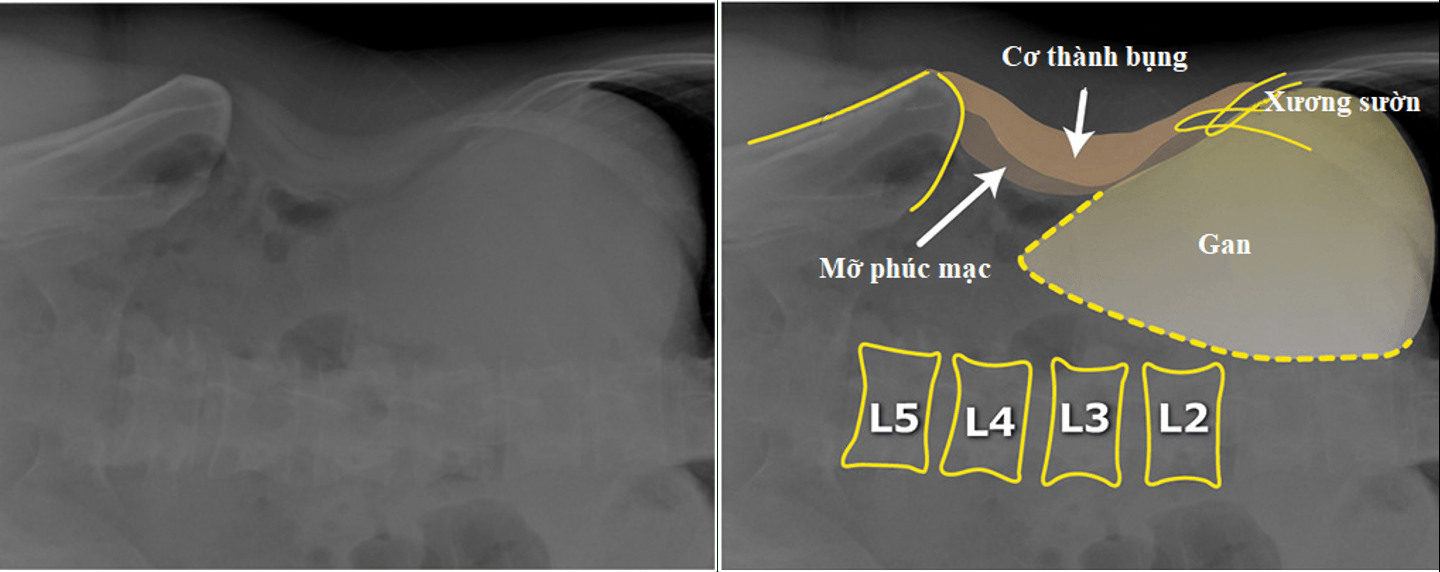 Cơ thành bụng
Xương sườn
Gan
Mỡ phúc mạc
L5 L4 L3 L2